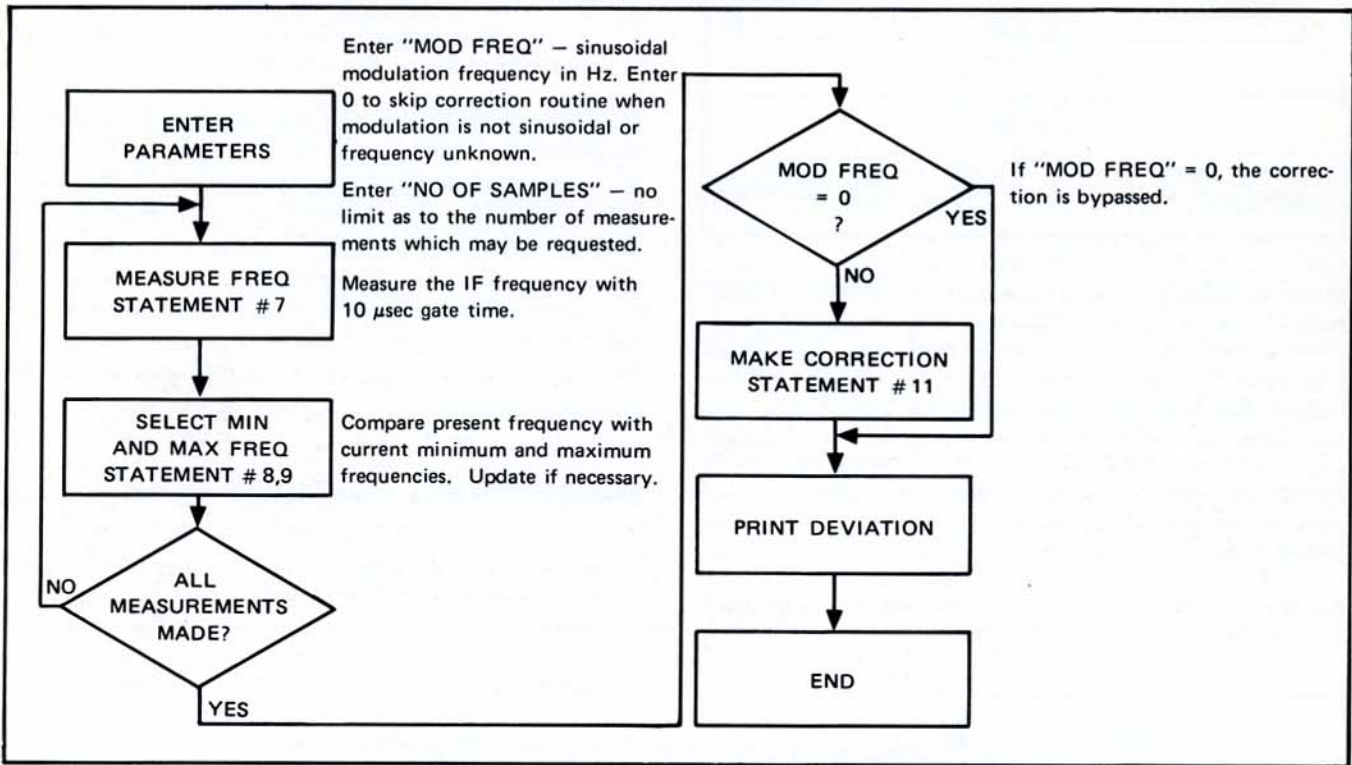 ENTER
PARAMETERS
Enter "MOD FREQ" – sinusoidal
modulation frequency in Hz. Enter
0 to skip correction routine when
modulation is not sinusoidal or
frequency unknown.
Enter "NO OF SAMPLES" – no
limit as to the number of measure-
ments which may be requested.
MEASURE FREQ
STATEMENT #7
Measure the IF frequency with
10 μsec gate time.
SELECT MIN
AND MAX FREQ
STATEMENT #8,9
Compare present frequency with
current minimum and maximum
frequencies. Update if necessary.
ALL
MEASUREMENTS
MADE?
NO
YES
MOD FREQ
= 0
?
YES
NO
If "MOD FREQ" = 0, the correc-
tion is bypassed.
MAKE CORRECTION
STATEMENT #11
PRINT DEVIATION
END